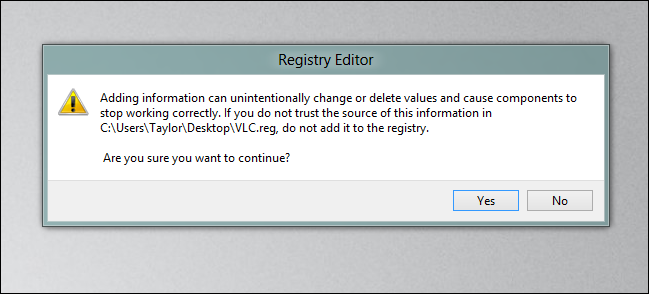 Registry Editor
Adding information can unintentionally change or delete values and cause components to
stop working correctly. If you do not trust the source of this information in
C:\Users\Taylor\Desktop\VLC.reg, do not add it to the registry.
Are you sure you want to continue?
Yes
No